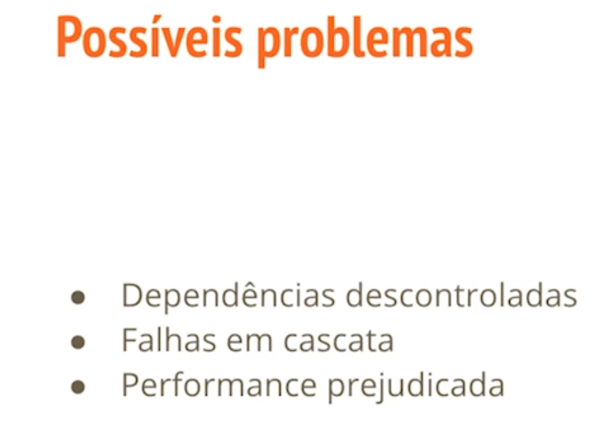 Possíveis problemas
● Dependências descontroladas
● Falhas em cascata
● Performance prejudicada